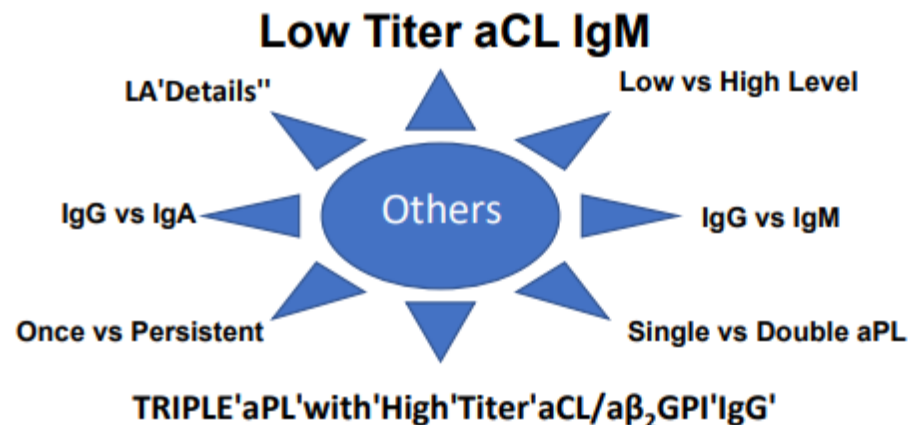 Low Titer aCL IgM
LA'Details''
Low vs High Level
IgG vs IgA
Others
IgG vs IgM
Once vs Persistent
Single vs Double aPL
TRIPLE'aPL'with'High'Titer'aCL/aβ₂GPI'IgG'